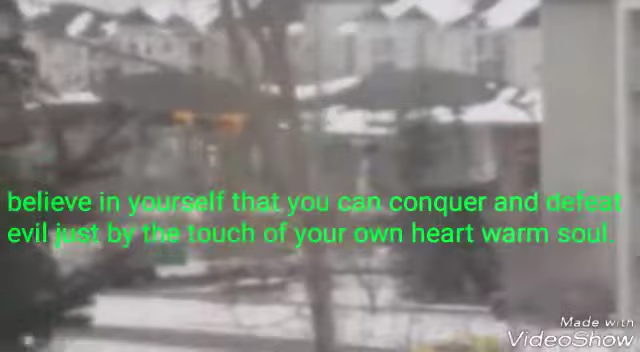 believe in yourself that you can conquer and defeat
evil just by the touch of your own heart warm soul.
Made with
VideoShow